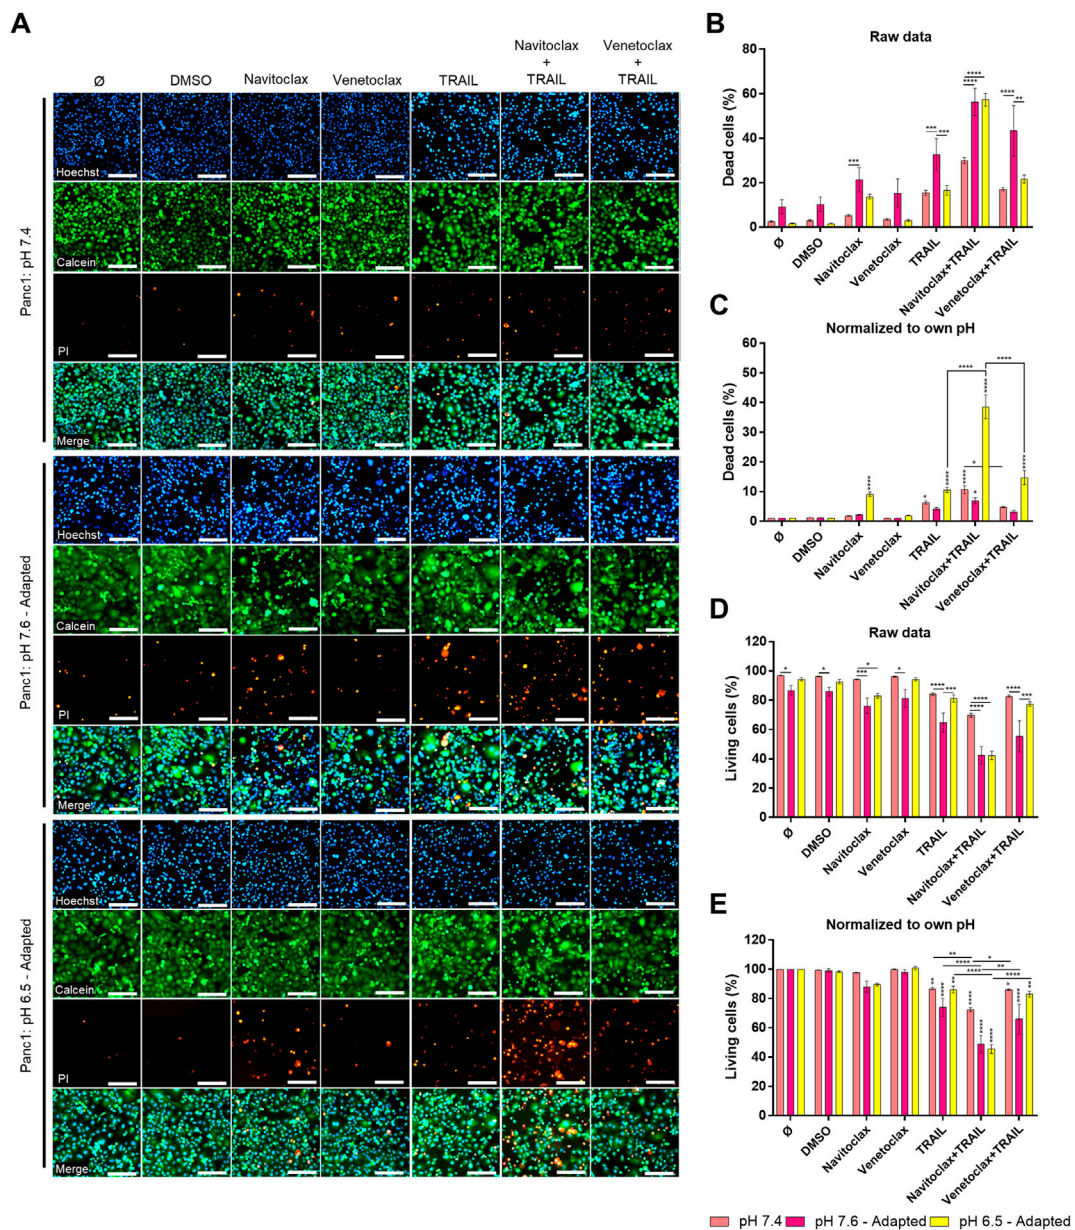 A
Ø
DMSO
Navitoclax
Venetoclax
TRAIL
Navitoclax
+
TRAIL
Venetoclax
+
TRAIL
Panc1: pH 7.4
Hoechst
Calcein
PI
Merge
Panc1: pH 7.6 - Adapted
Hoechst
Calcein
PI
Merge
Panc1: pH 6.5 - Adapted
Hoechst
Calcein
PI
Merge
B
Raw data
Dead cells (%)
80
60
40
20
0
*** *** *** **** **** **** **
Ø
DMSO
Navitoclax
Venetoclax
TRAIL
Navitoclax+TRAIL
Venetoclax+TRAIL
C
Normalized to own pH
Dead cells (%)
60
50
40
30
20
10
0
**** **** **** * * **** **** * **** ****
Ø
DMSO
Navitoclax
Venetoclax
TRAIL
Navitoclax+TRAIL
Venetoclax+TRAIL
D
Raw data
Living cells (%)
120
100
80
60
40
20
0
* * * *** * **** *** **** **** **** ***
Ø
DMSO
Navitoclax
Venetoclax
TRAIL
Navitoclax+TRAIL
Venetoclax+TRAIL
E
Normalized to own pH
Living cells (%)
120
100
80
60
40
20
0
** * **** ** **** ****
** **** ** **** **** **** * **** **
Ø
DMSO
Navitoclax
Venetoclax
TRAIL
Navitoclax+TRAIL
Venetoclax+TRAIL
pH 7.4
pH 7.6 - Adapted
pH 6.5 - Adapted